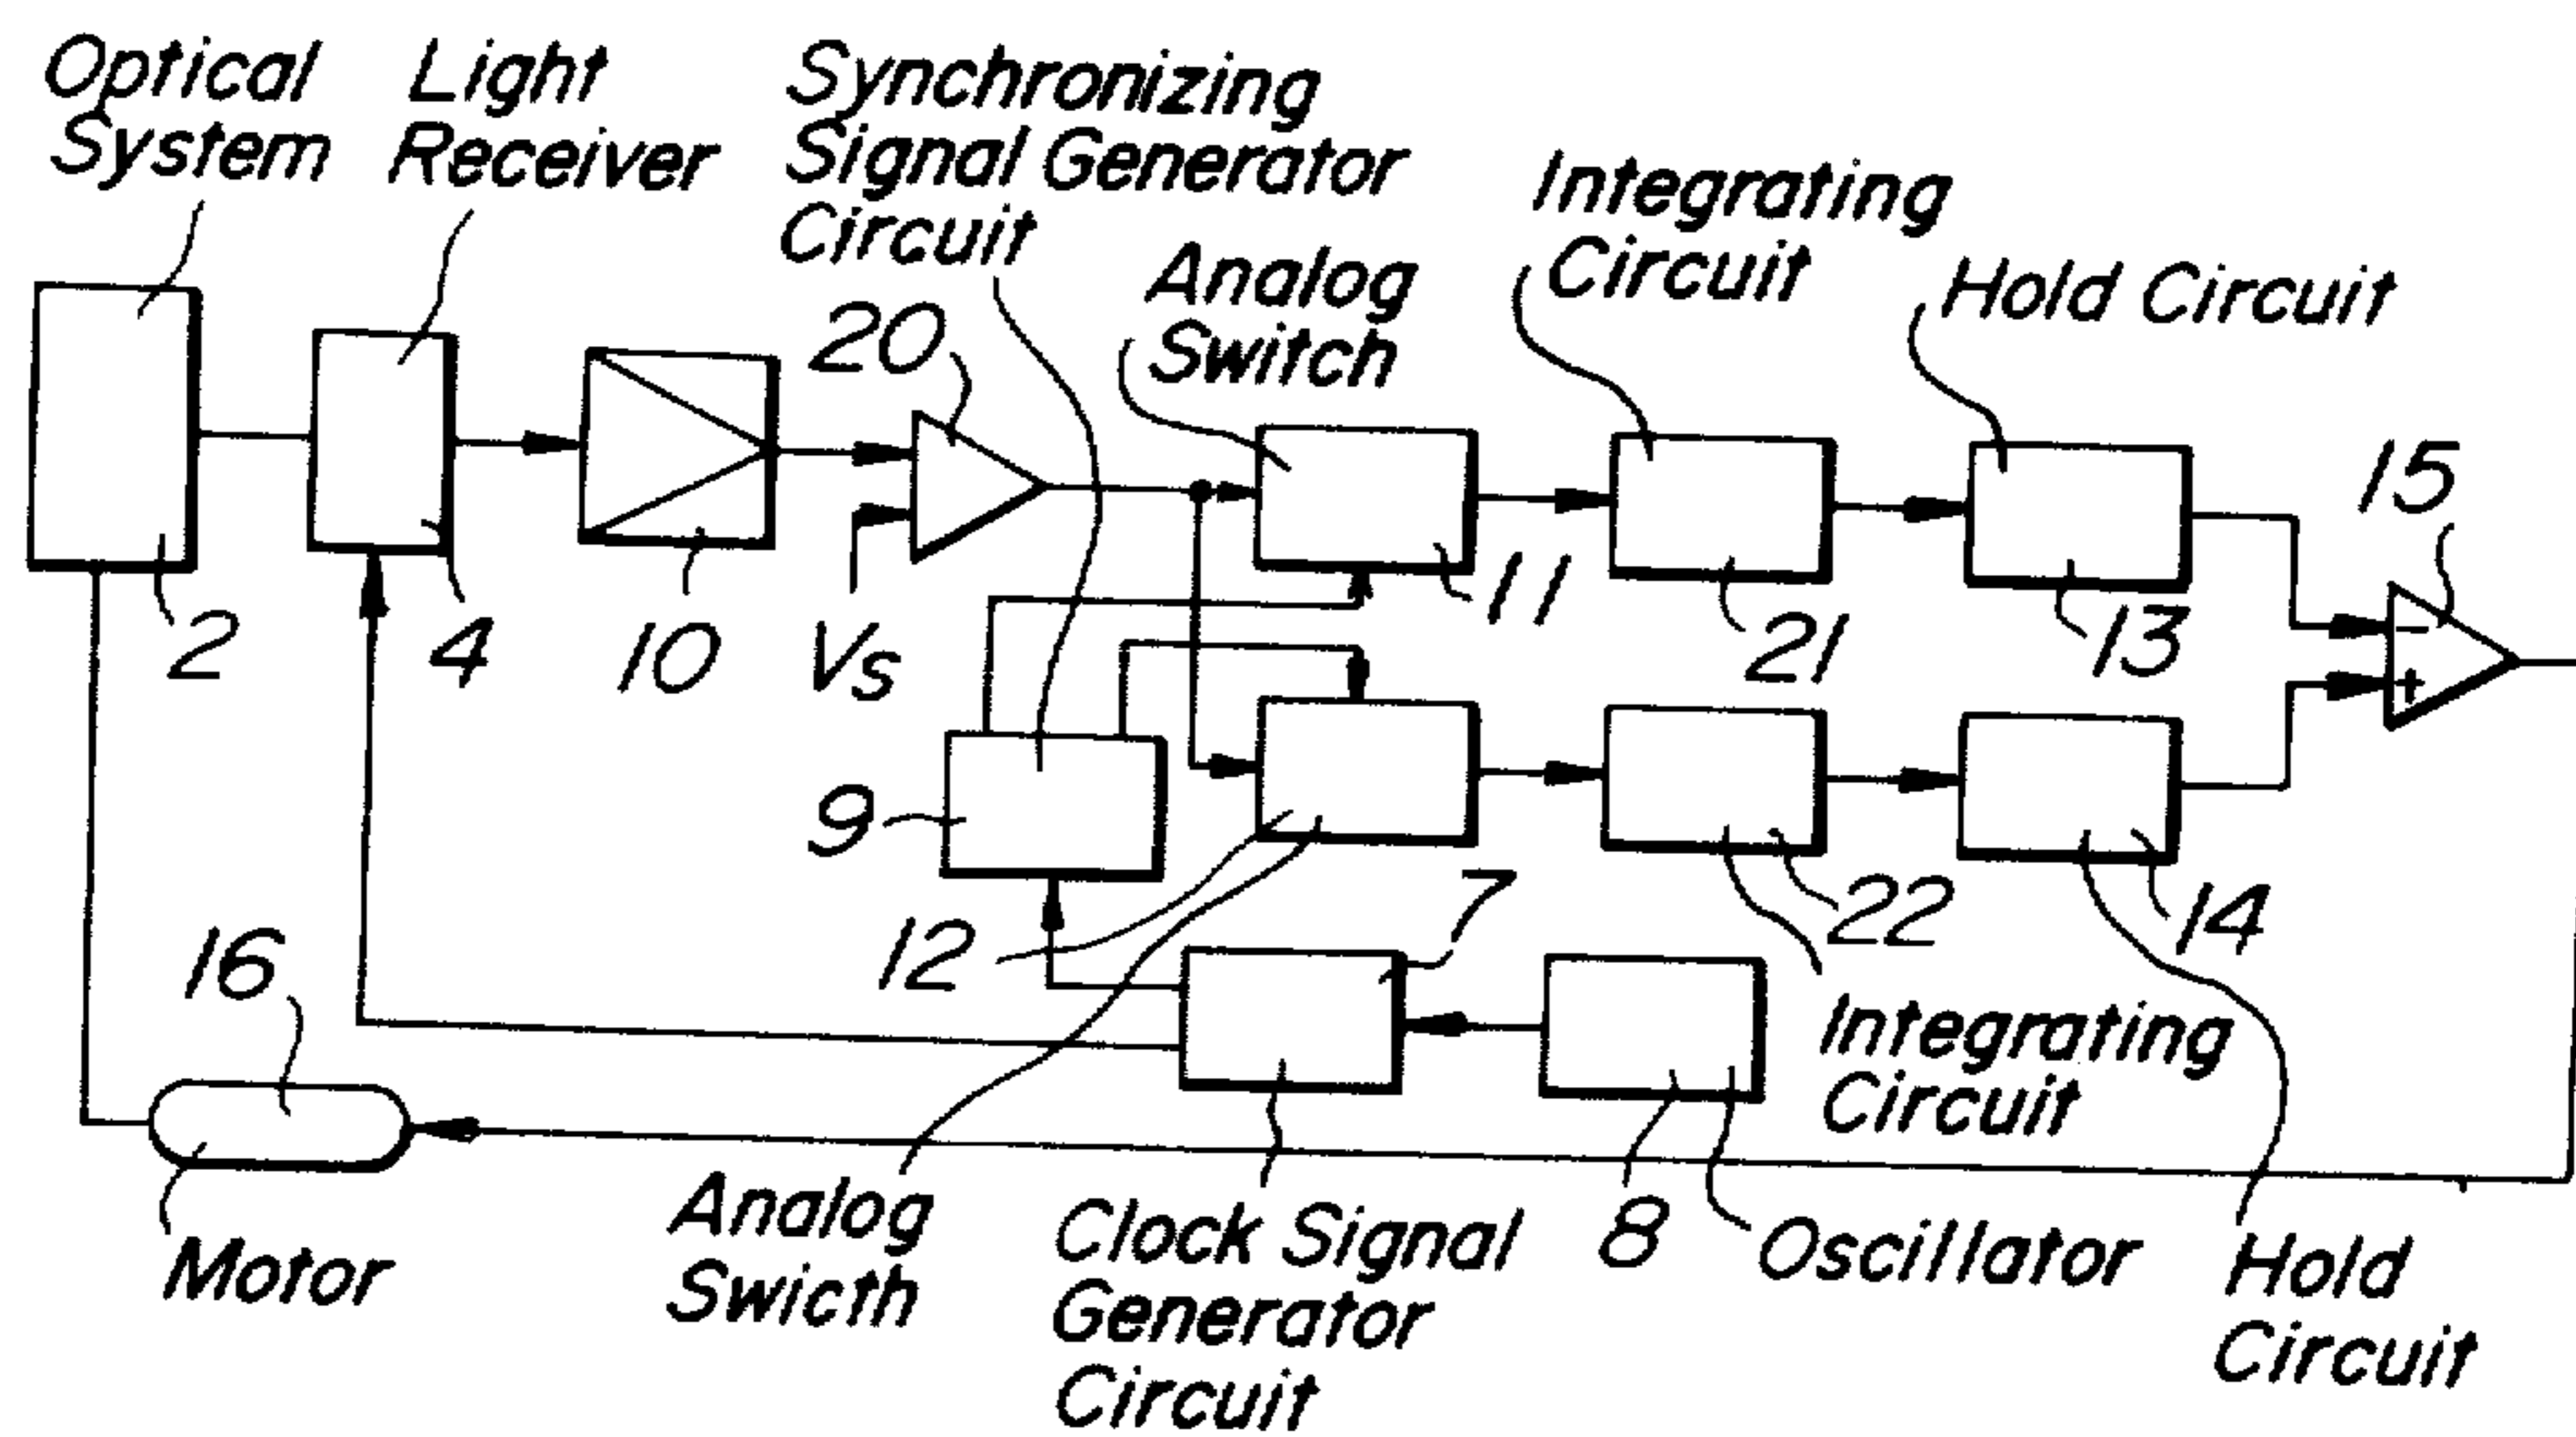 Optical
System
Light
Receiver
Synchronizing
Signal Generator
Circuit
Analog
Switch
Integrating
Circuit
Hold Circuit
20
15
2
4
10
Vs
11
21
13
-
+
9
12
7
22
14
16
Integrating
Circuit
Motor
Analog
Swicth
Clock Signal
Generator
Circuit
8
Oscillator
Hold
Circuit